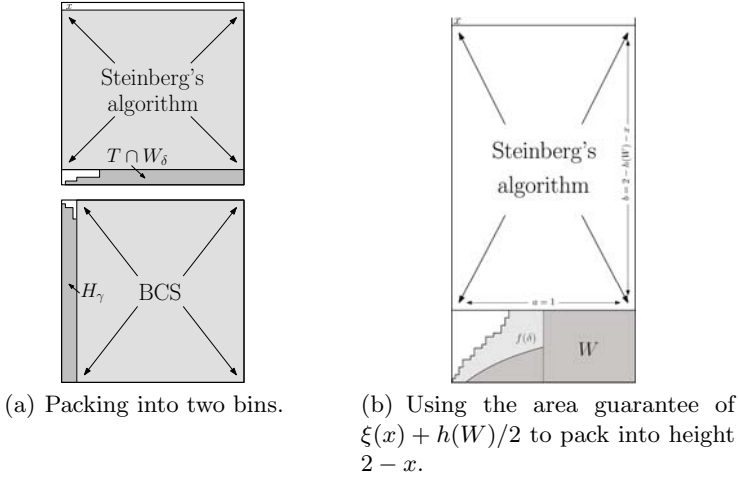 x
Steinberg's
algorithm
T ∩ W_δ
H_γ
BCS
(a) Packing into two bins.
x
Steinberg's
algorithm
b = 2 − h(W) − x
a = 1
f(δ)
W
(b) Using the area guarantee of
ξ(x) + h(W)/2 to pack into height
2 − x.